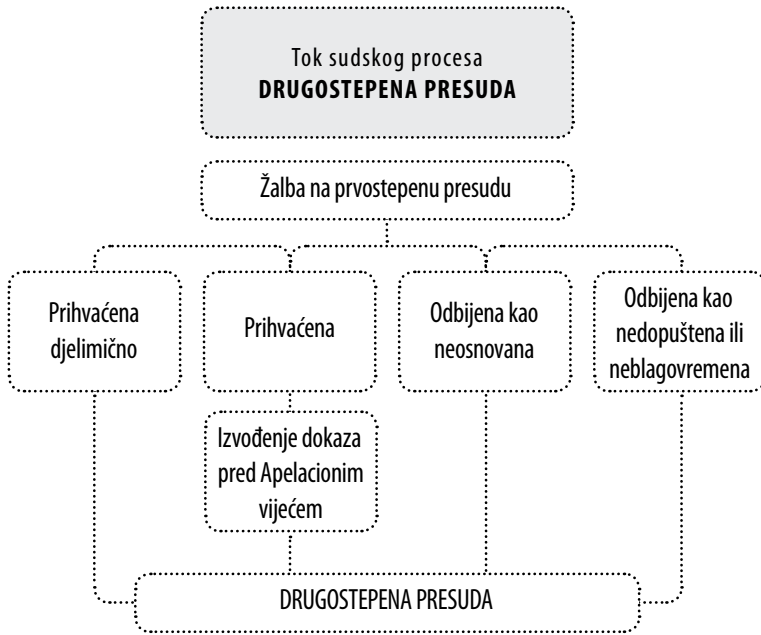 Tok sudskog procesa
DRUGOSTEPENA PRESUDA
Žalba na prvostepenu presudu
Prihvaćena
djelimično
Prihvaćena
Odbijena kao
neosnovana
Odbijena kao
nedopuštena ili
neblagovremena
Izvođenje dokaza
pred Apelacionim
vijećem
DRUGOSTEPENA PRESUDA